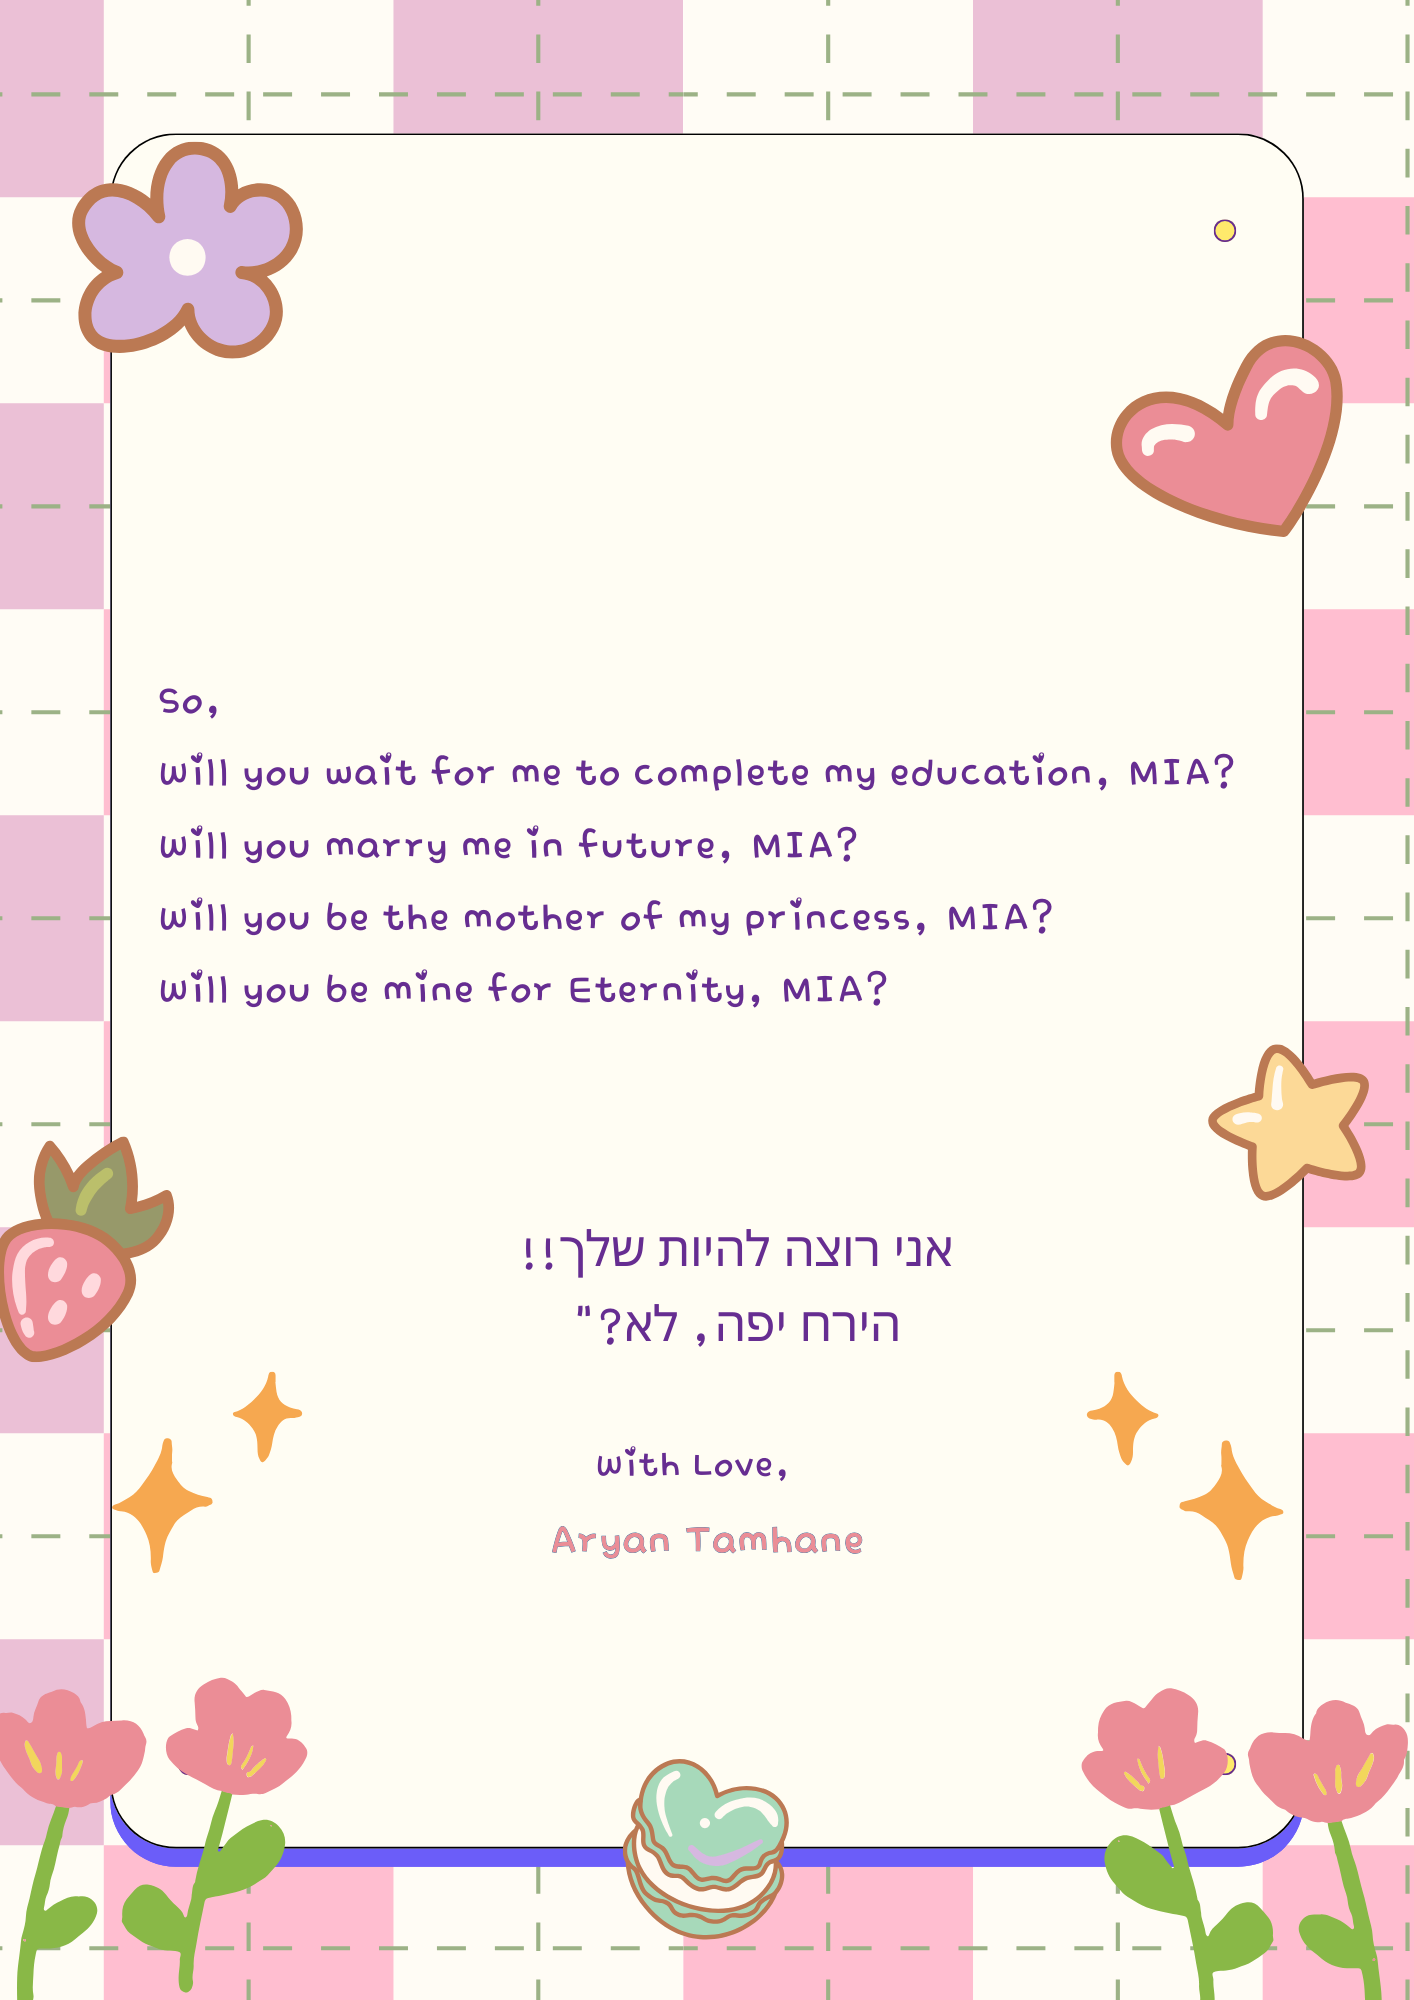 So,
Will you wait for me to complete my education, MIA?
Will you marry me in future, MIA?
Will you be the mother of my princess, MIA?
Will you be mine for Eternity, MIA?
אני רוצה להיות שלך!!
הירח יפה, לא?"
With Love,
Aryan Tamhane